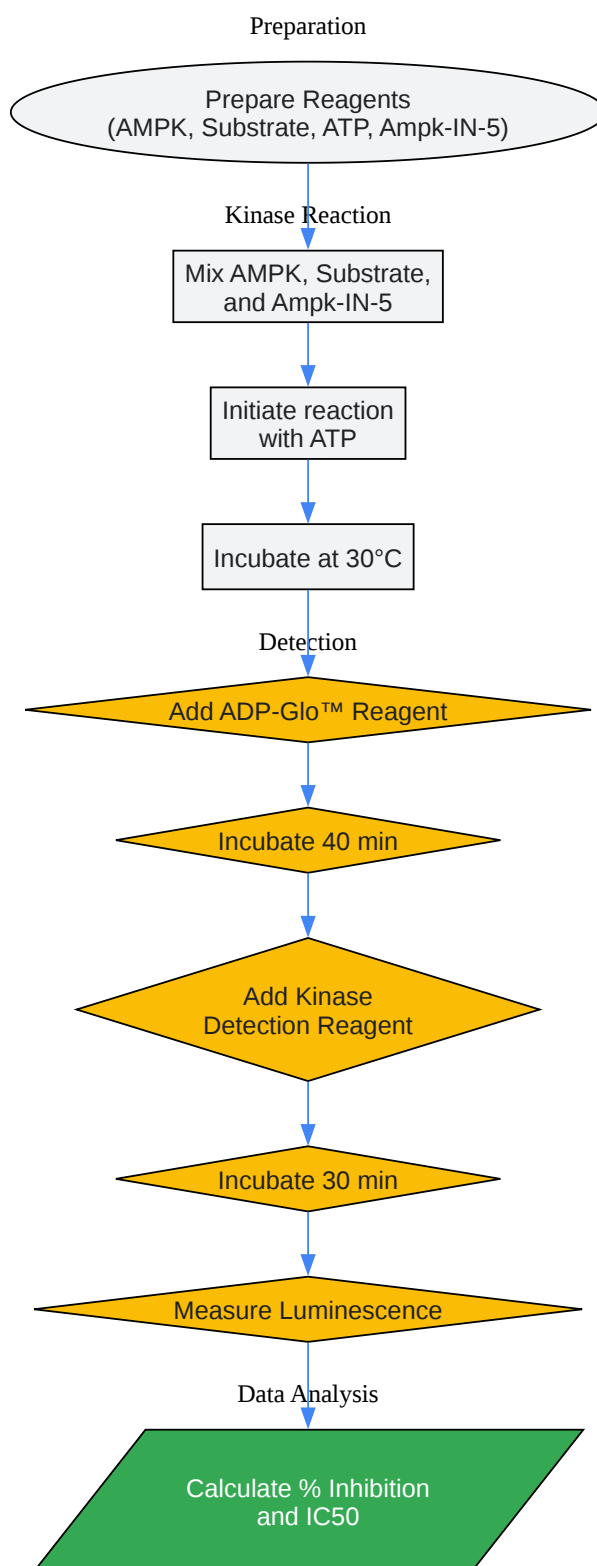 Preparation
Prepare Reagents
(AMPK, Substrate, ATP, Ampk-IN-5)
Kinase Reaction
Mix AMPK, Substrate,
and Ampk-IN-5
Initiate reaction
with ATP
Incubate at 30°C
Detection
Add ADP-Glo™ Reagent
Incubate 40 min
Add Kinase
Detection Reagent
Incubate 30 min
Measure Luminescence
Data Analysis
Calculate % Inhibition
and IC50